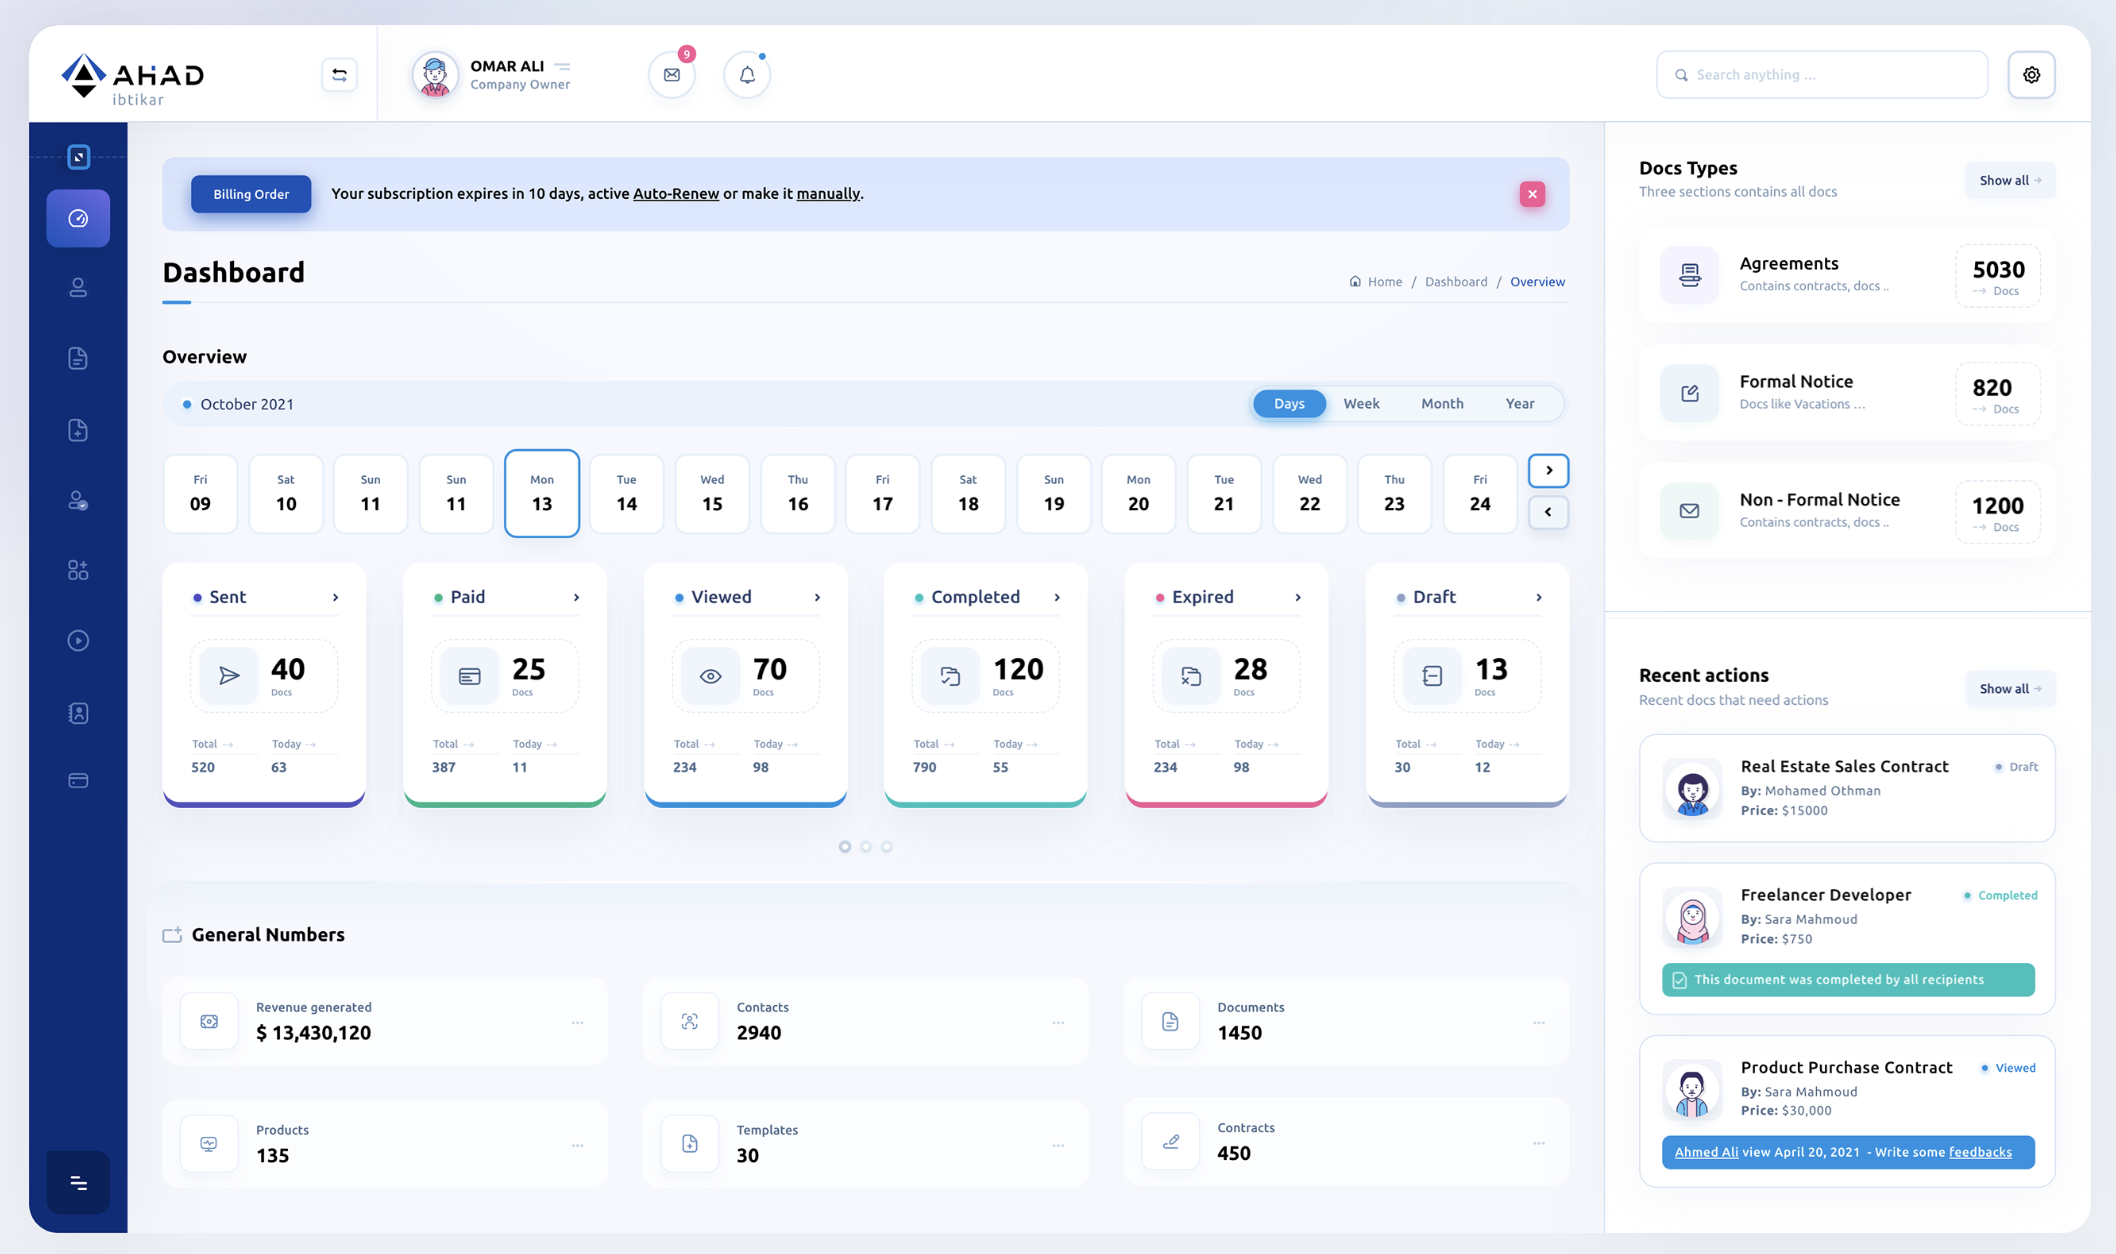 AHAD
ibtikar
OMAR ALI
Company Owner
9
Search anything ...
Billing Order
Your subscription expires in 10 days, active Auto-Renew or make it manually.
Dashboard
Home / Dashboard / Overview
Overview
October 2021
Days Week Month Year
Fri Sat Sun Sun Mon Tue Wed Thu Fri Sat Sun Mon Tue Wed Thu Fri
09 10 11 11 13 14 15 16 17 18 19 20 21 22 23 24
Sent
40
Docs
Total Today
520 63
Paid
25
Docs
Total Today
387 11
Viewed
70
Docs
Total Today
234 98
Completed
120
Docs
Total Today
790 55
Expired
28
Docs
Total Today
234 98
Draft
13
Docs
Total Today
30 12
General Numbers
Revenue generated
$ 13,430,120
Contacts
2940
Documents
1450
Products
135
Templates
30
Contracts
450
Docs Types
Three sections contains all docs
Show all
Agreements
Contains contracts, docs ..
5030
Docs
Formal Notice
Docs like Vacations ...
820
Docs
Non - Formal Notice
Contains contracts, docs ..
1200
Docs
Recent actions
Recent docs that need actions
Show all
Real Estate Sales Contract
Draft
By: Mohamed Othman
Price: $15000
Freelancer Developer
Completed
By: Sara Mahmoud
Price: $750
This document was completed by all recipients
Product Purchase Contract
Viewed
By: Sara Mahmoud
Price: $30,000
Ahmed Ali view April 20, 2021 - Write some feedbacks